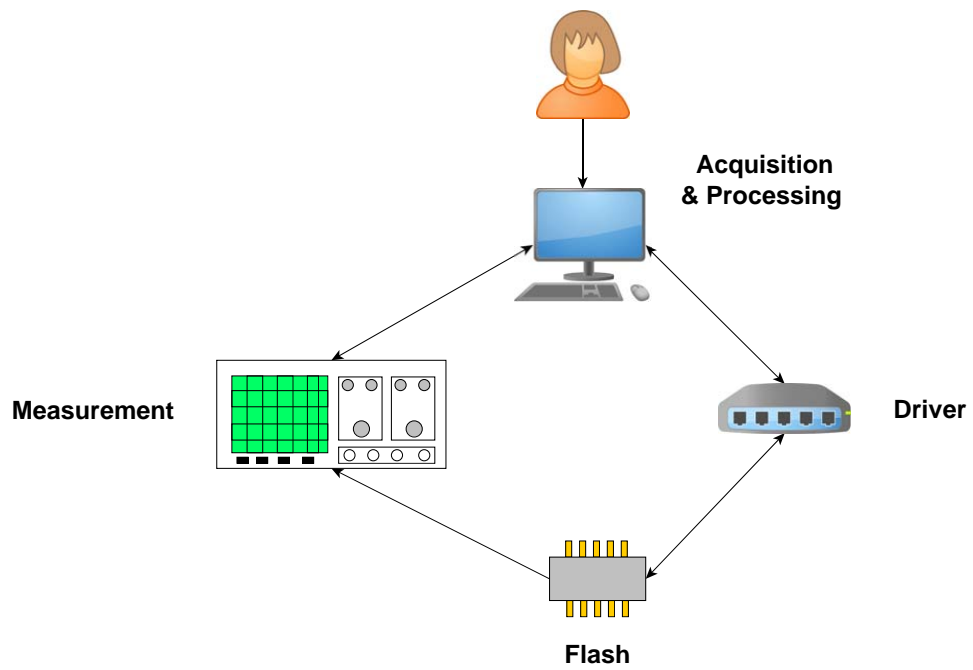 Acquisition
& Processing
Measurement
Driver
Flash